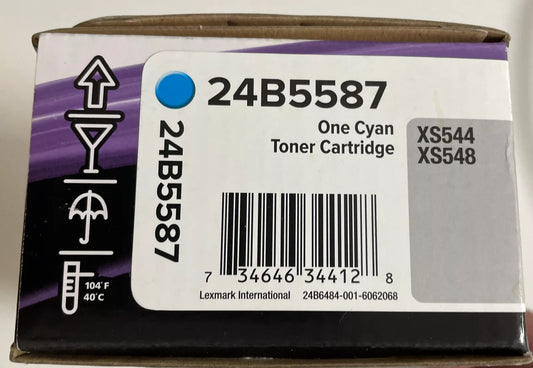 24B5587
One Cyan
Toner Cartridge
XS544
XS548
24B5587
7 34646 34412 8
Lexmark International 24B6484-001-6062068
104°F
40°C